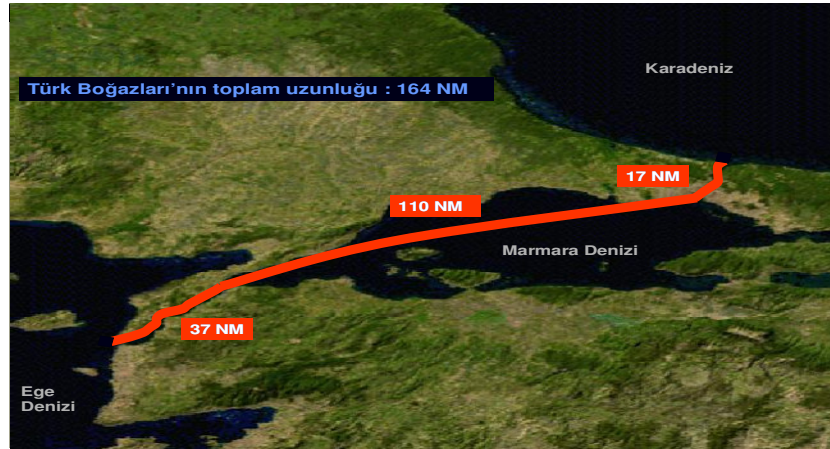 Karadeniz
Türk Boğazları'nın toplam uzunluğu : 164 NM
17 NM
110 NM
Marmara Denizi
37 NM
Ege
Denizi